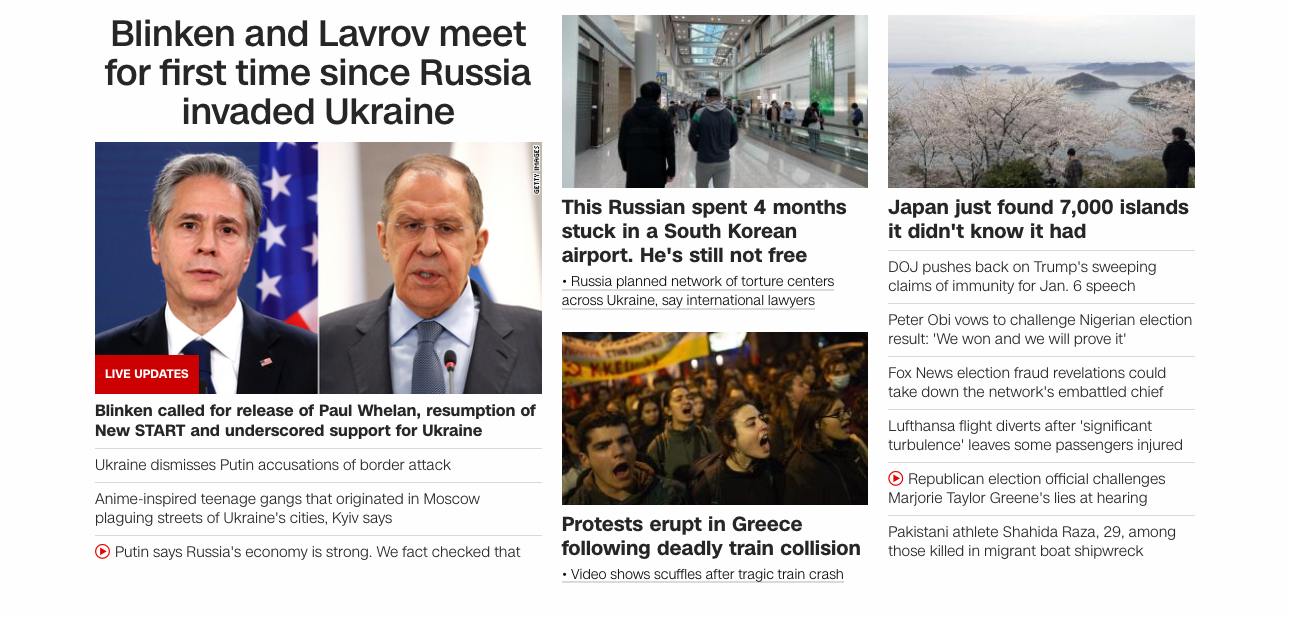 Blinken and Lavrov meet
for first time since Russia
invaded Ukraine
GETTY IMAGES
LIVE UPDATES
Blinken called for release of Paul Whelan, resumption of
New START and underscored support for Ukraine
Ukraine dismisses Putin accusations of border attack
Anime-inspired teenage gangs that originated in Moscow
plaguing streets of Ukraine's cities, Kyiv says
Putin says Russia's economy is strong. We fact checked that
This Russian spent 4 months
stuck in a South Korean
airport. He's still not free
• Russia planned network of torture centers
across Ukraine, say international lawyers
Protests erupt in Greece
following deadly train collision
• Video shows scuffles after tragic train crash
Japan just found 7,000 islands
it didn't know it had
DOJ pushes back on Trump's sweeping
claims of immunity for Jan. 6 speech
Peter Obi vows to challenge Nigerian election
result: 'We won and we will prove it'
Fox News election fraud revelations could
take down the network's embattled chief
Lufthansa flight diverts after 'significant
turbulence' leaves some passengers injured
Republican election official challenges
Marjorie Taylor Greene's lies at hearing
Pakistani athlete Shahida Raza, 29, among
those killed in migrant boat shipwreck